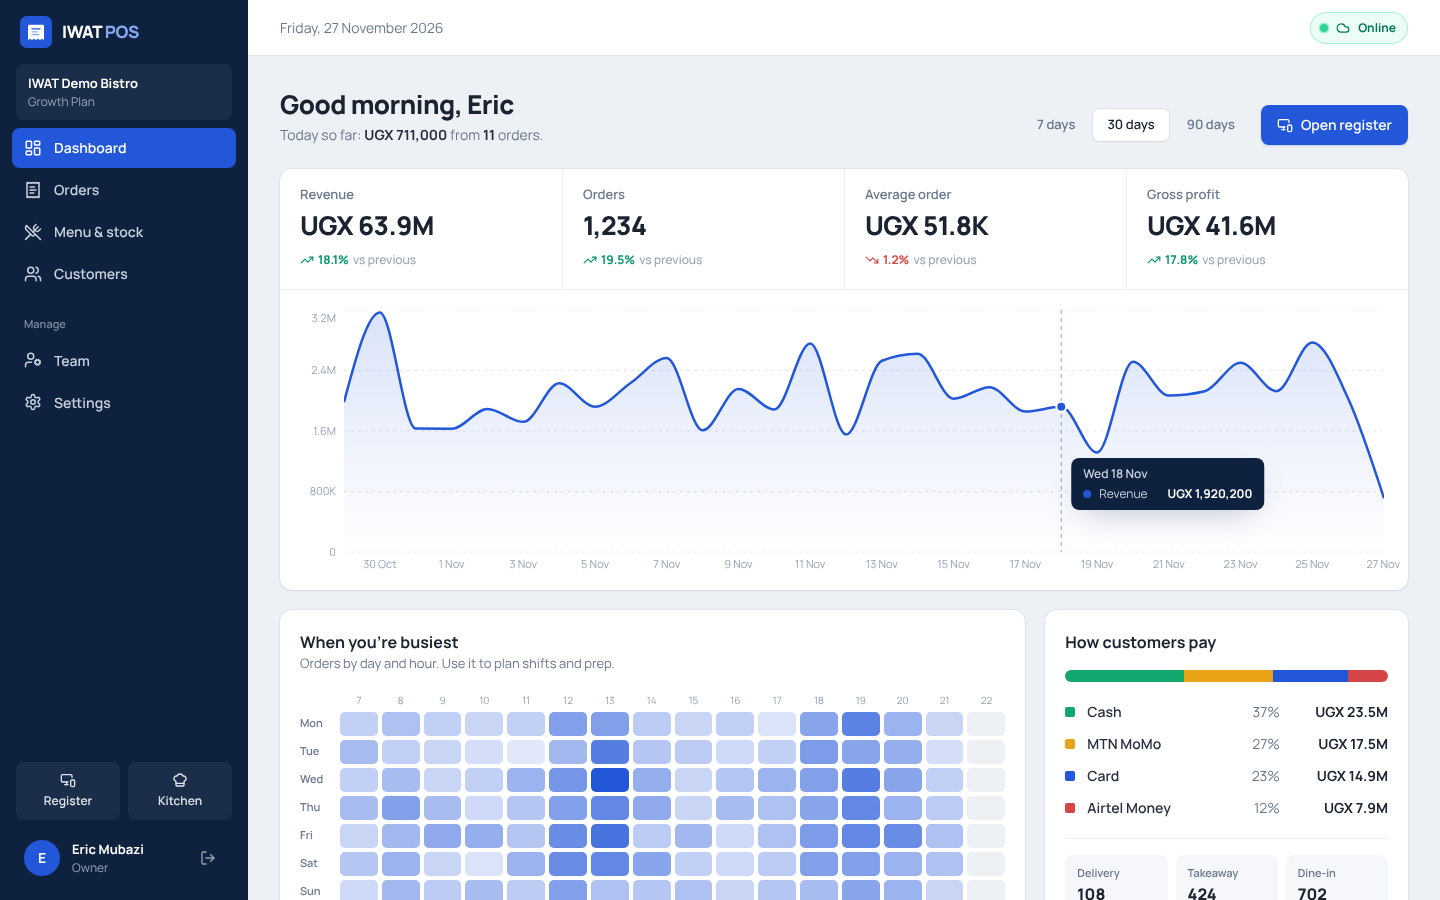 IWAT POS
IWAT Demo Bistro
Growth Plan
Dashboard
Orders
Menu & stock
Customers
Manage
Team
Settings
Register
Kitchen
E
Eric Mubazi
Owner
Friday, 27 November 2026
Online
Good morning, Eric
Today so far: UGX 711,000 from 11 orders.
7 days
30 days
90 days
Open register
Revenue
UGX 63.9M
18.1% vs previous
Orders
1,234
19.5% vs previous
Average order
UGX 51.8K
1.2% vs previous
Gross profit
UGX 41.6M
17.8% vs previous
3.2M
2.4M
1.6M
800K
0
30 Oct 1 Nov 3 Nov 5 Nov 7 Nov 9 Nov 11 Nov 13 Nov 15 Nov 17 Nov 19 Nov 21 Nov 23 Nov 25 Nov 27 Nov
Wed 18 Nov
Revenue UGX 1,920,200
When you're busiest
Orders by day and hour. Use it to plan shifts and prep.
7 8 9 10 11 12 13 14 15 16 17 18 19 20 21 22
Mon
Tue
Wed
Thu
Fri
Sat
Sun
How customers pay
Cash 37% UGX 23.5M
MTN MoMo 27% UGX 17.5M
Card 23% UGX 14.9M
Airtel Money 12% UGX 7.9M
Delivery
108
Takeaway
424
Dine-in
702